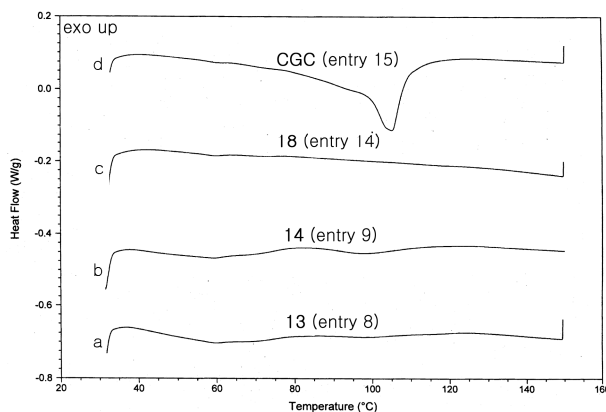 exo up
0.2
d
CGC (entry 15)
0.0
18 (entry 14)
-0.2
c
Heat Flow (W/g)
-0.4
14 (entry 9)
b
-0.6
13 (entry 8)
a
-0.8
20
40
60
80
100
120
140
160
Temperature (°C)